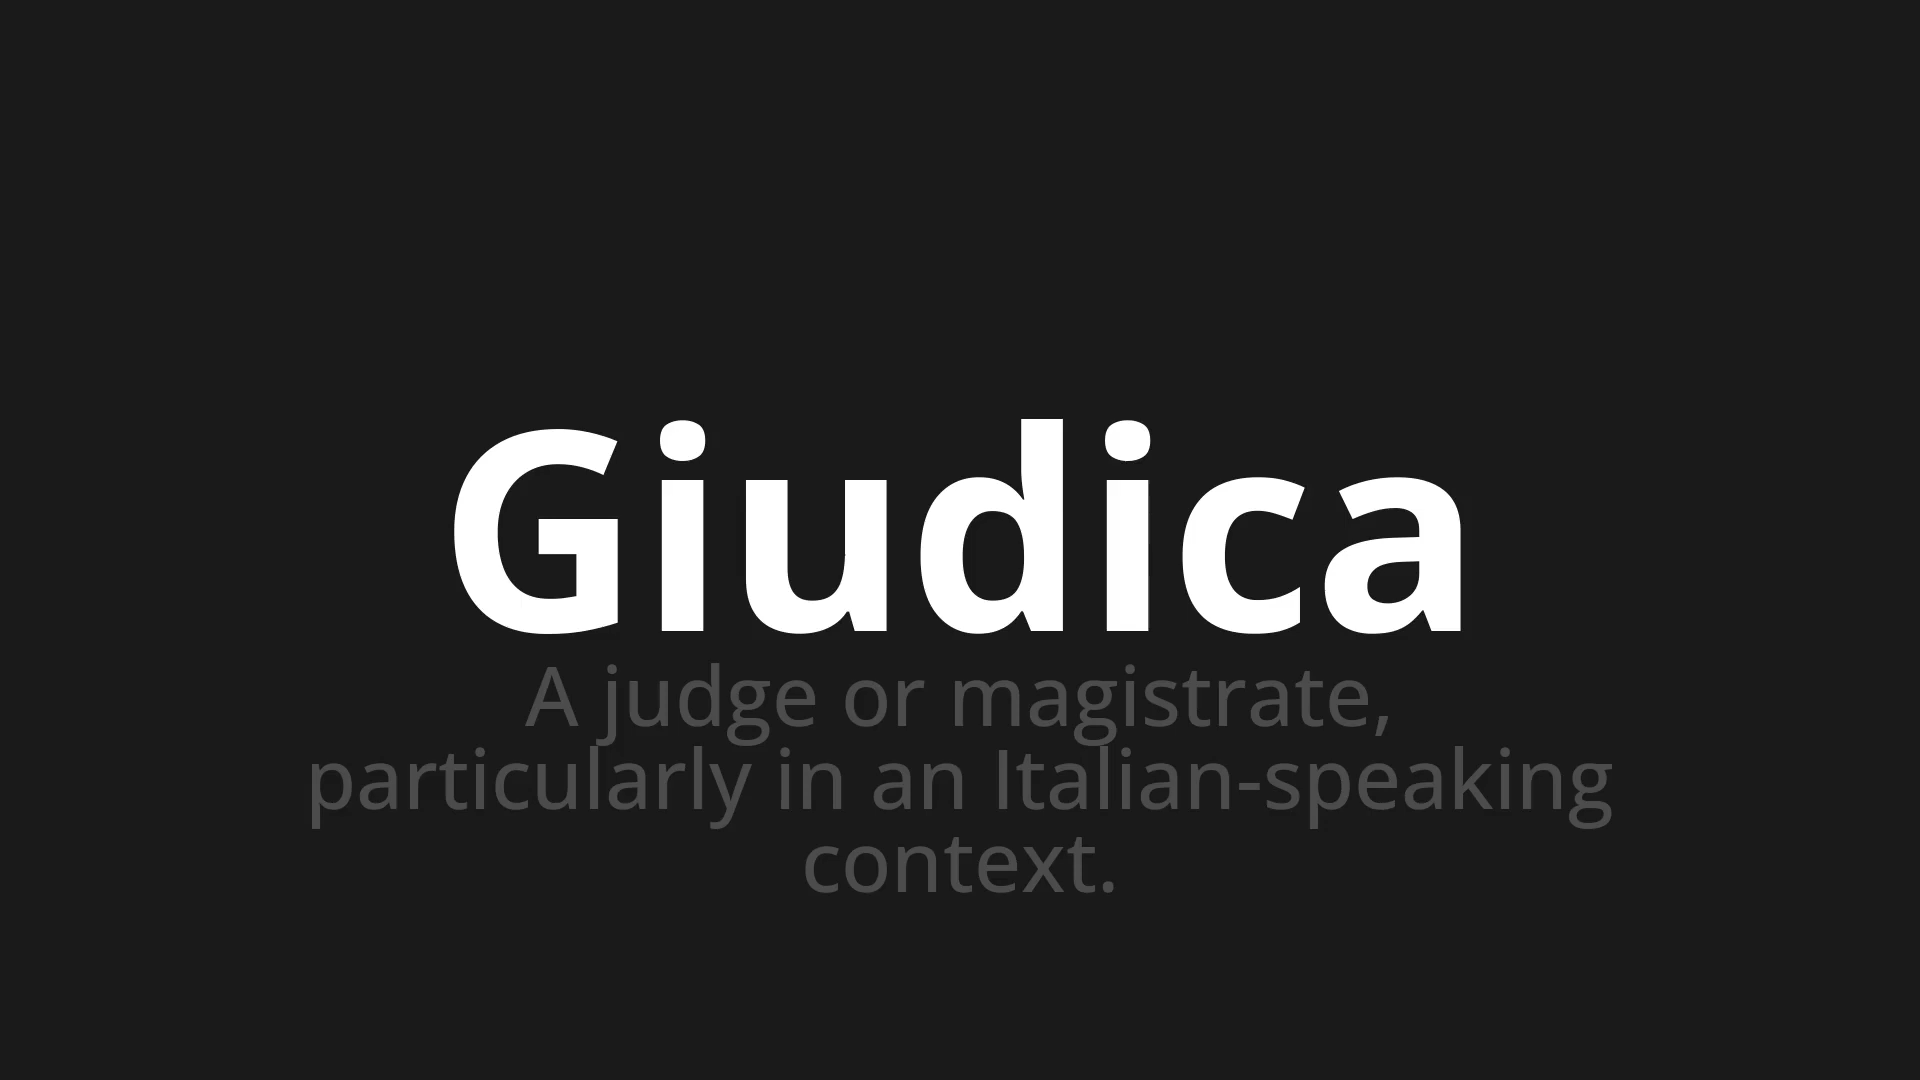 Giudica
A judge or magistrate,
particularly in an Italian-speaking
context.